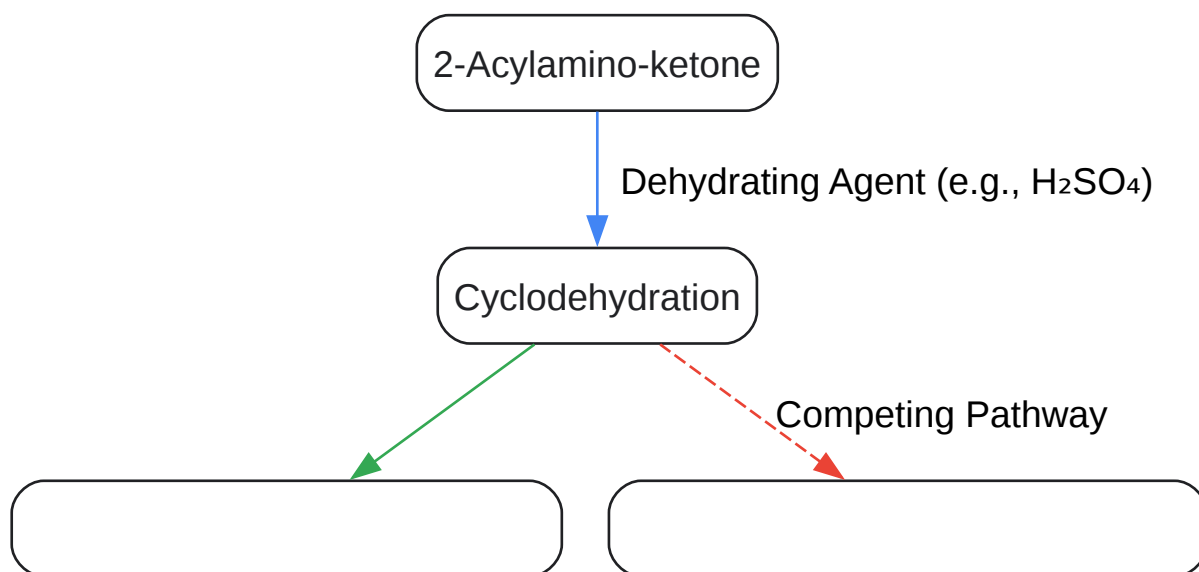 2-Acylamino-ketone
Dehydrating Agent (e.g., H₂SO₄)
Cyclodehydration
Competing Pathway